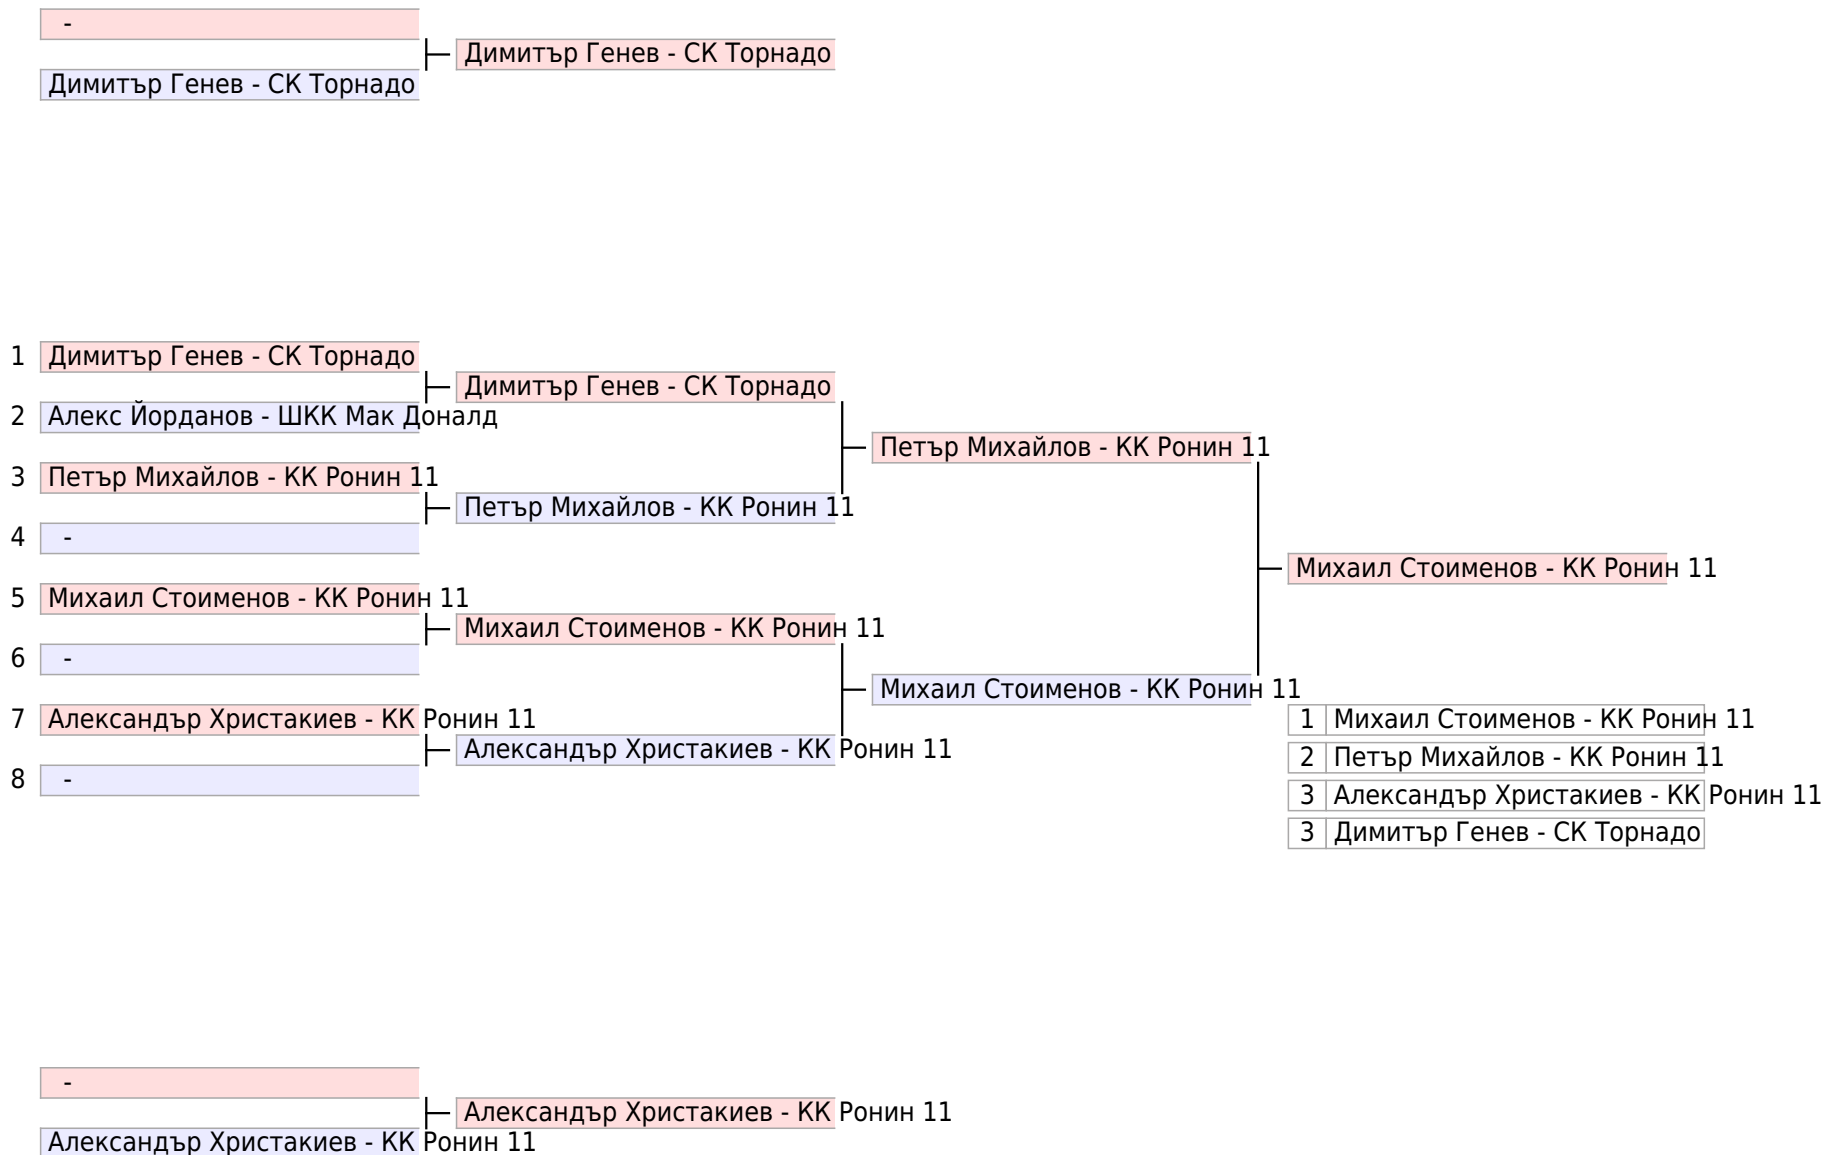 -
Димитър Генев - СК Торнадо
Димитър Генев - СК Торнадо
1 Димитър Генев - СК Торнадо
Димитър Генев - СК Торнадо
2 Алекс Йорданов - ШКК Мак Доналд
Петър Михайлов - КК Ронин 11
3 Петър Михайлов - КК Ронин 11
Петър Михайлов - КК Ронин 11
4 -
Михаил Стоименов - КК Ронин 11
5 Михаил Стоименов - КК Ронин 11
Михаил Стоименов - КК Ронин 11
6 -
Михаил Стоименов - КК Ронин 11
7 Александър Христакиев - КК Ронин 11
1 Михаил Стоименов - КК Ронин 11
Александър Христакиев - КК Ронин 11
2 Петър Михайлов - КК Ронин 11
8 -
3 Александър Христакиев - КК Ронин 11
3 Димитър Генев - СК Торнадо
-
Александър Христакиев - КК Ронин 11
Александър Христакиев - КК Ронин 11